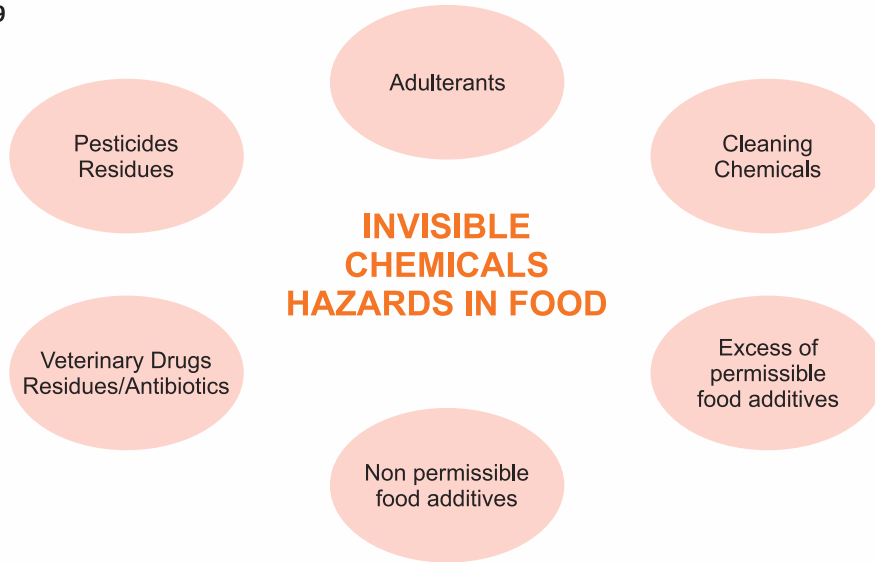 9
Adulterants
Pesticides
Residues
Cleaning
Chemicals
INVISIBLE
CHEMICALS
HAZARDS IN FOOD
Veterinary Drugs
Residues/Antibiotics
Excess of
permissible
food additives
Non permissible
food additives